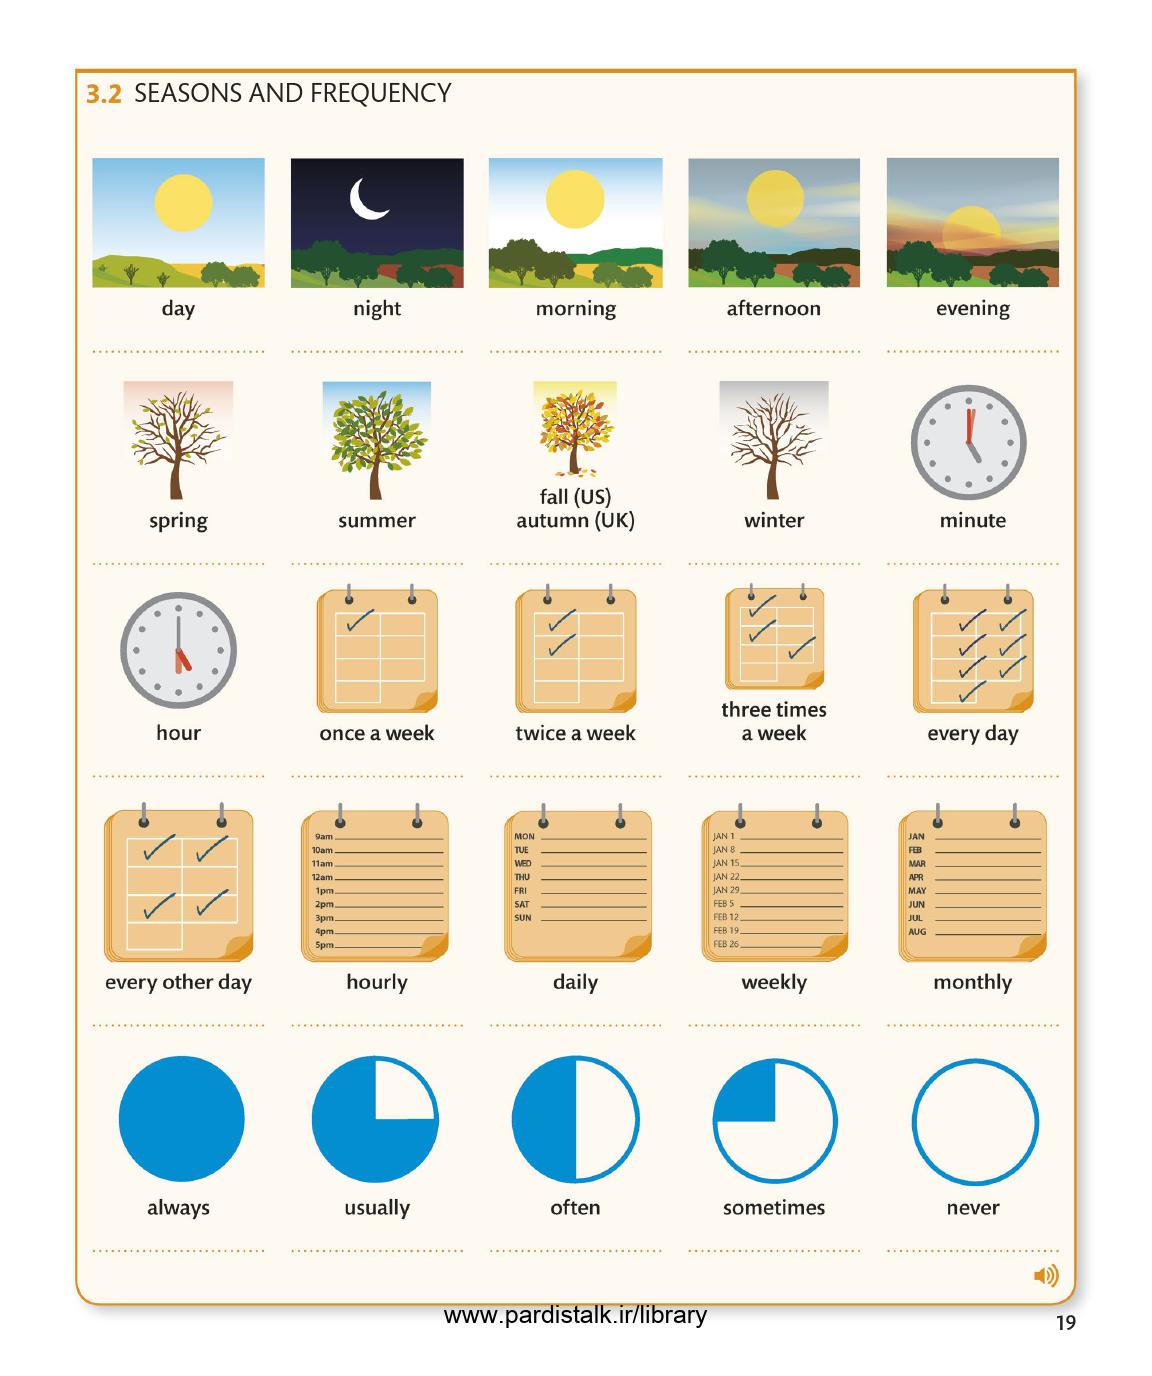 3.2 SEASONS AND FREQUENCY
day
night
morning
afternoon
evening
spring
summer
fall (US)
autumn (UK)
winter
minute
hour
once a week
twice a week
three times
a week
every day
9am
10am
11am
12am
1pm
2pm
3pm
4pm
5pm
MON
TUE
WED
THU
FRI
SAT
SUN
JAN 1
JAN 8
JAN 15
JAN 22
JAN 29
FEB 5
FEB 12
FEB 19
FEB 26
JAN
FEB
MAR
APR
MAY
JUN
JUL
AUG
every other day
hourly
daily
weekly
monthly
always
usually
often
sometimes
never
www.pardistalk.ir/library
19